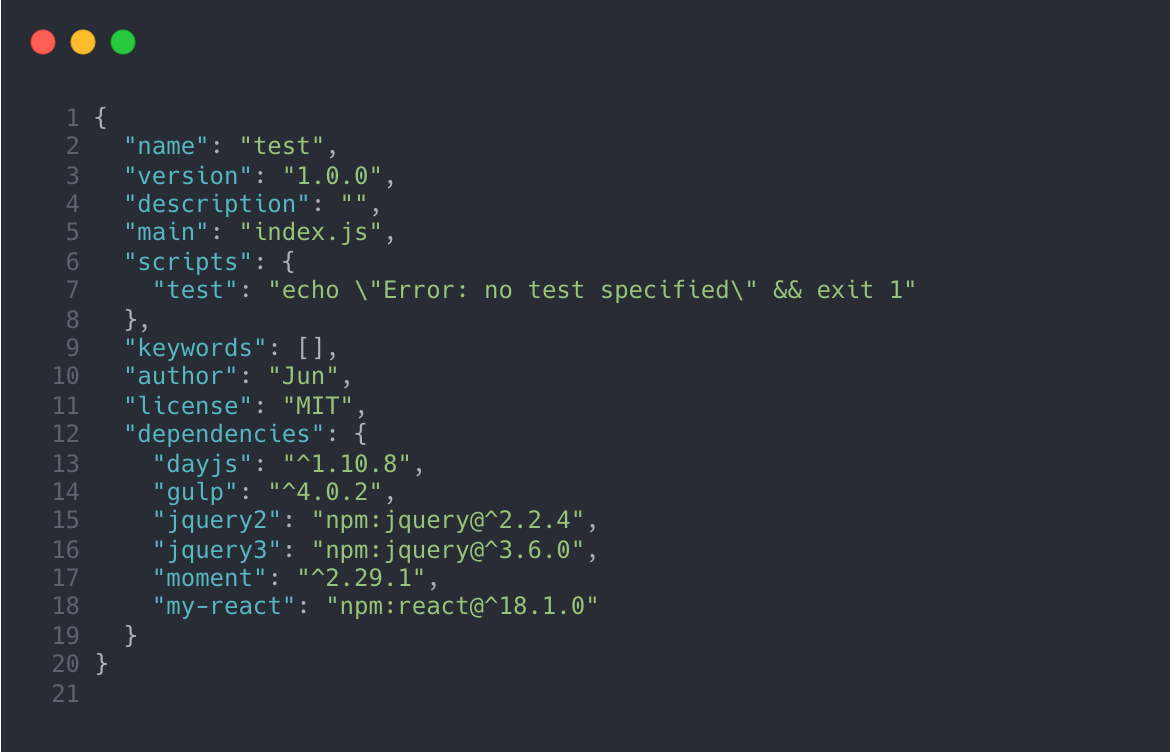 1 {
2   "name": "test",
3   "version": "1.0.0",
4   "description": "",
5   "main": "index.js",
6   "scripts": {
7     "test": "echo \"Error: no test specified\" && exit 1"
8   },
9   "keywords": [],
10   "author": "Jun",
11   "license": "MIT",
12   "dependencies": {
13     "dayjs": "^1.10.8",
14     "gulp": "^4.0.2",
15     "jquery2": "npm:jquery@^2.2.4",
16     "jquery3": "npm:jquery@^3.6.0",
17     "moment": "^2.29.1",
18     "my-react": "npm:react@^18.1.0"
19   }
20 }
21